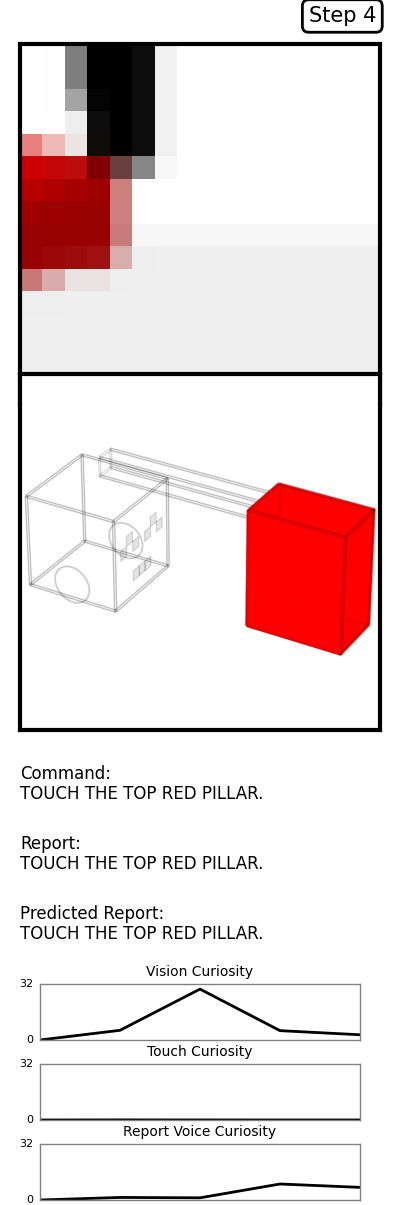 Step 4
Command:
TOUCH THE TOP RED PILLAR.
Report:
TOUCH THE TOP RED PILLAR.
Predicted Report:
TOUCH THE TOP RED PILLAR.
Vision Curiosity
32
0
Touch Curiosity
32
0
Report Voice Curiosity
32
0